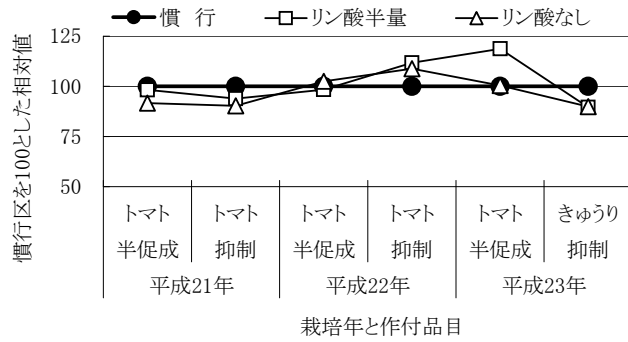 慣 行 リン酸半量 リン酸なし
125
100
75
50
慣行区を100とした相対値
トマト トマト トマト トマト トマト きゅうり
半促成 抑制 半促成 抑制 半促成 抑制
平成21年 平成22年 平成23年
栽培年と作付品目